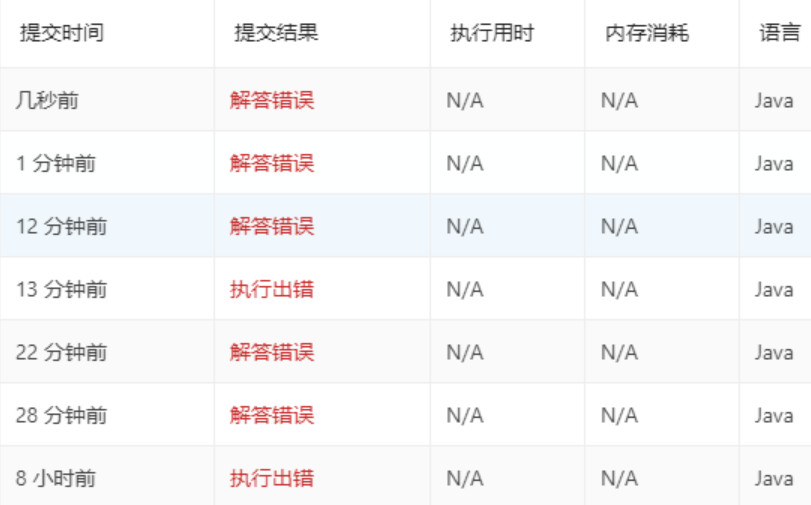 提交时间 提交结果 执行用时 内存消耗 语言
几秒前 解答错误 N/A N/A Java
1 分钟前 解答错误 N/A N/A Java
12 分钟前 解答错误 N/A N/A Java
13 分钟前 执行出错 N/A N/A Java
22 分钟前 解答错误 N/A N/A Java
28 分钟前 解答错误 N/A N/A Java
8 小时前 执行出错 N/A N/A Java